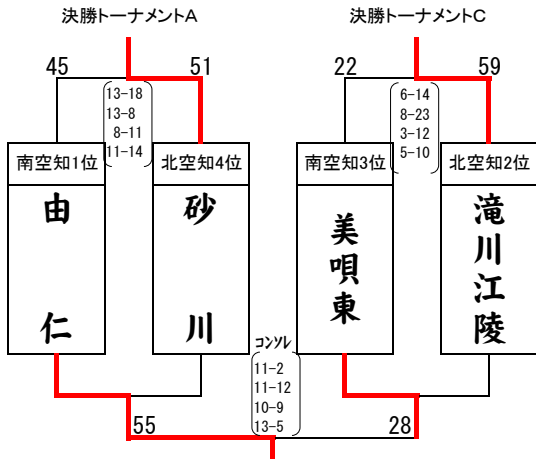 決勝トーナメントA
決勝トーナメントC
45
51
22
59
13-18
13-8
8-11
11-14
6-14
8-23
3-12
5-10
南空知1位
北空知4位
南空知3位
北空知2位
由仁
砂川
美唄東
滝川江陵
コンソレ
11-2
11-12
10-9
13-5
55
28